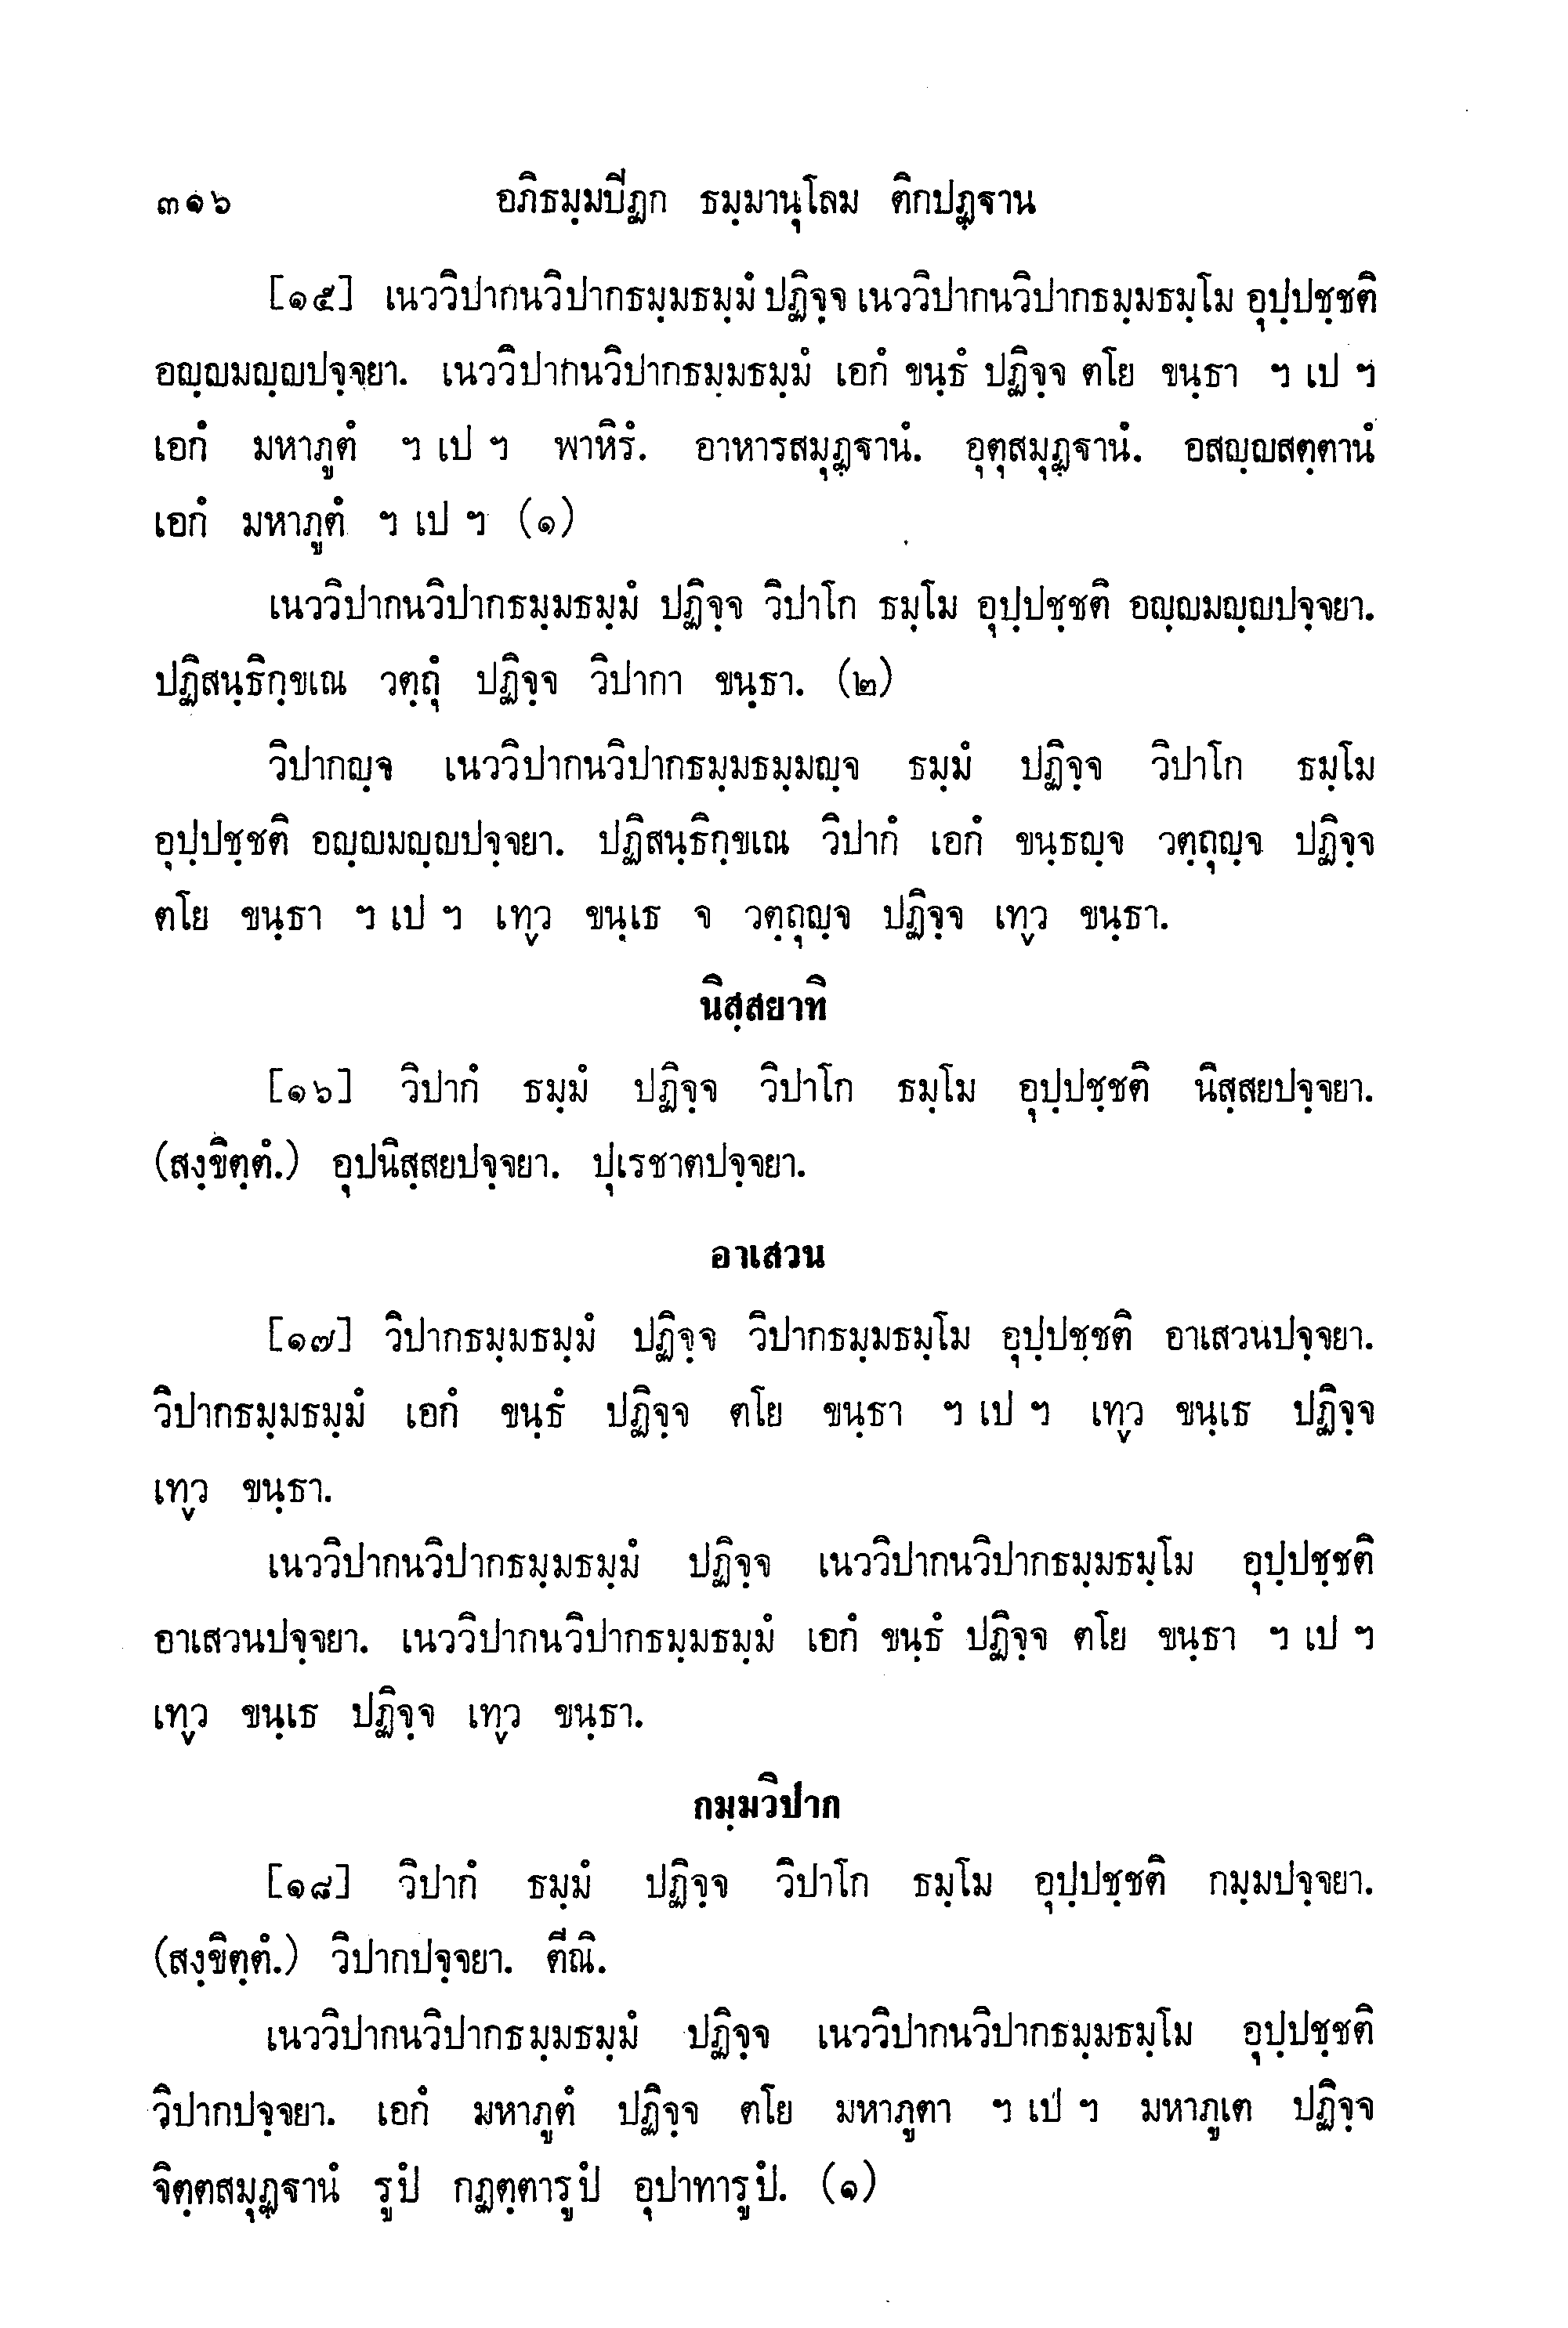 ๓๑๖ อภิธมฺมปีฏก ธมฺมานุโลม ติกปฏฺฐาน
[๑๕] เนววิปากนวิปากธมฺมธมฺมํ ปฏิจฺจ เนววิปากนวิปากธมฺมธมฺโม อุปฺปชฺชติ
อญฺญมญฺญปจฺจยา. เนววิปากนวิปากธมฺมธมฺมํ เอกํ ขนฺธํ ปฏิจฺจ ตโย ขนฺธา ฯ เป ฯ
เอกํ มหาภูตํ ฯ เป ฯ พาหิรํ. อาหารสมุฏฺฐานํ. อุตุสมุฏฺฐานํ. อสญฺญสตฺตานํ
เอกํ มหาภูตํ ฯ เป ฯ (๑)
เนววิปากนวิปากธมฺมธมฺมํ ปฏิจฺจ วิปาโก ธมฺโม อุปฺปชฺชติ อญฺญมญฺญปจฺจยา.
ปฏิสนฺธิกฺขเณ วตฺถุํ ปฏิจฺจ วิปากา ขนฺธา. (๒)
วิปากญฺจ เนววิปากนวิปากธมฺมธมฺมญฺจ ธมฺมํ ปฏิจฺจ วิปาโก ธมฺโม
อุปฺปชฺชติ อญฺญมญฺญปจฺจยา. ปฏิสนฺธิกฺขเณ วิปากํ เอกํ ขนฺธญฺจ วตฺถุญฺจ ปฏิจฺจ
ตโย ขนฺธา ฯ เป ฯ เทฺว ขนฺเธ จ วตฺถุญฺจ ปฏิจฺจ เทฺว ขนฺธา.
นิสฺสยาทิ
[๑๖] วิปากํ ธมฺมํ ปฏิจฺจ วิปาโก ธมฺโม อุปฺปชฺชติ นิสฺสยปจฺจยา.
(สงฺขิตฺตํ.) อุปนิสฺสยปจฺจยา. ปุเรชาตปจฺจยา.
อาเสวน
[๑๗] วิปากธมฺมธมฺมํ ปฏิจฺจ วิปากธมฺมธมฺโม อุปฺปชฺชติ อาเสวนปจฺจยา.
วิปากธมฺมธมฺมํ เอกํ ขนฺธํ ปฏิจฺจ ตโย ขนฺธา ฯ เป ฯ เทฺว ขนฺเธ ปฏิจฺจ
เทฺว ขนฺธา.
เนววิปากนวิปากธมฺมธมฺมํ ปฏิจฺจ เนววิปากนวิปากธมฺมธมฺโม อุปฺปชฺชติ
อาเสวนปจฺจยา. เนววิปากนวิปากธมฺมธมฺมํ เอกํ ขนฺธํ ปฏิจฺจ ตโย ขนฺธา ฯ เป ฯ
เทฺว ขนฺเธ ปฏิจฺจ เทฺว ขนฺธา.
กมฺมวิปาก
[๑๘] วิปากํ ธมฺมํ ปฏิจฺจ วิปาโก ธมฺโม อุปฺปชฺชติ กมฺมปจฺจยา.
(สงฺขิตฺตํ.) วิปากปจฺจยา. ตีณิ.
เนววิปากนวิปากธมฺมธมฺมํ ปฏิจฺจ เนววิปากนวิปากธมฺมธมฺโม อุปฺปชฺชติ
วิปากปจฺจยา. เอกํ มหาภูตํ ปฏิจฺจ ตโย มหาภูตา ฯ เป ฯ มหาภูเต ปฏิจฺจ
จิตฺตสมุฏฺฐานํ รูปํ กฏตฺตารูปํ อุปาทารูปํ. (๑)